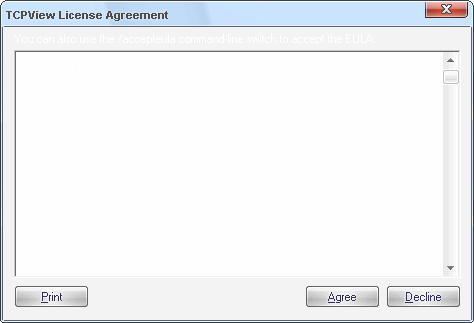 TCPView License Agreement
You can also use the /accepteula command-line switch to accept the EULA.
Print
Agree
Decline